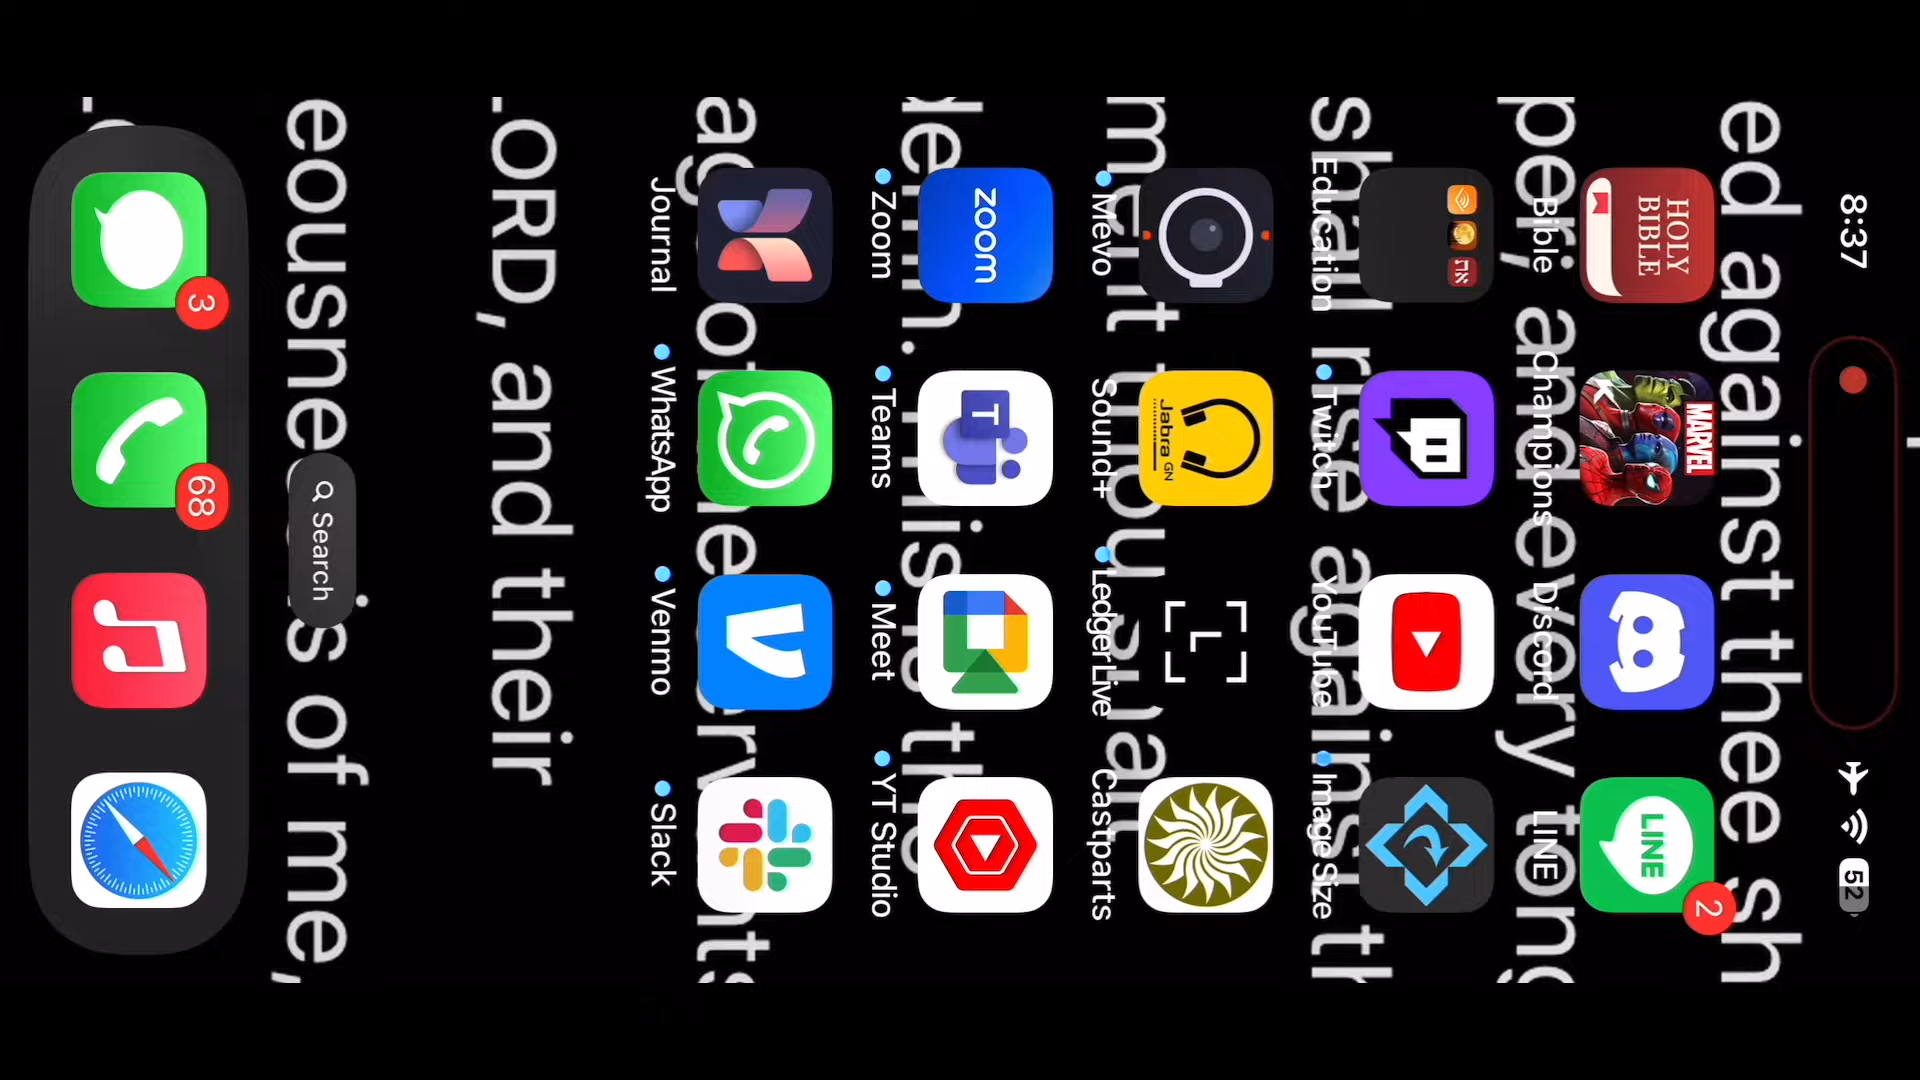 8:37
52
ed against thee sh
HOLY BIBLE
MARVEL
LINE
2
per; and every tong
Bible Champions Discord LINE
shall rise against th
Education Twitch YouTube Image Size
Jabra GN
L
ment thou shalt
Mevo Sound+ LedgerLive Castparts
zoom
T
demn. This is the
Zoom Teams Meet YT Studio
age of the servants
Journal WhatsApp Venmo Slack
LORD, and their
eousness is of me,
Search
3
68